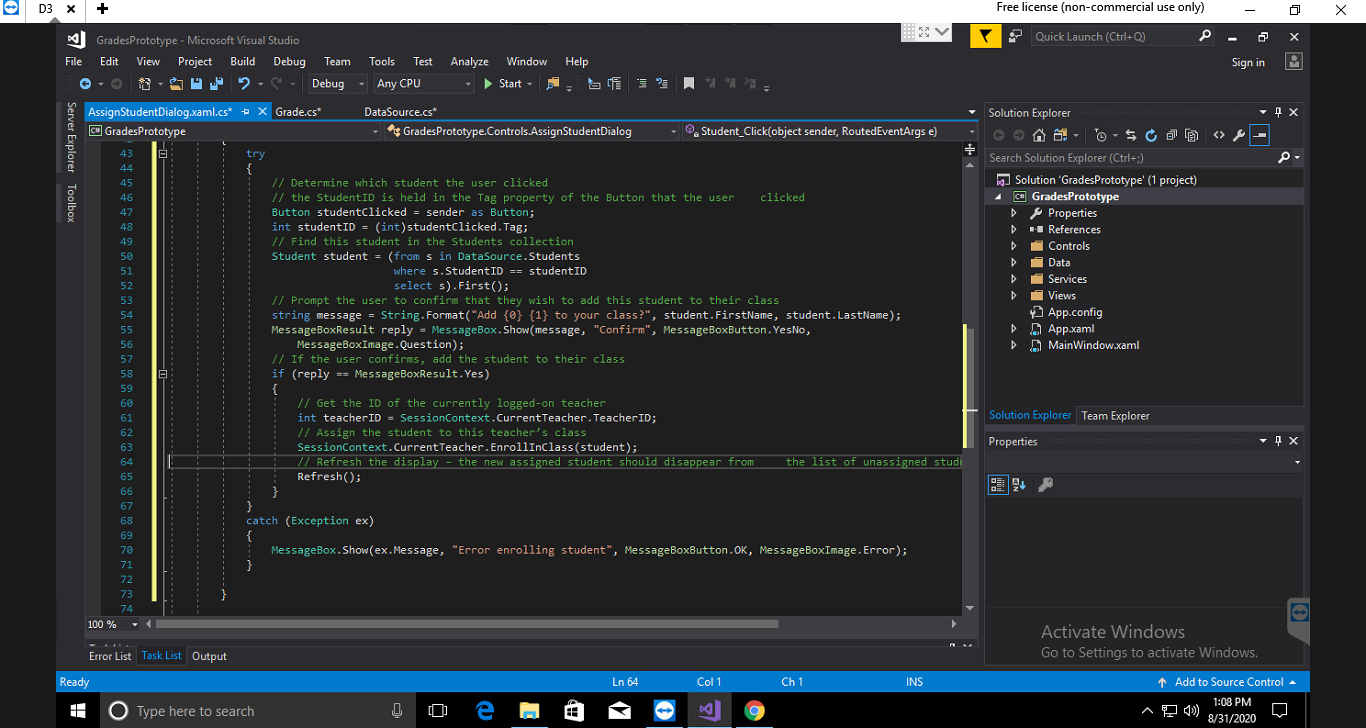 D3
Free license (non-commercial use only)
GradesPrototype - Microsoft Visual Studio
Quick Launch (Ctrl+Q)
File Edit View Project Build Debug Team Tools Test Analyze Window Help
Sign in
Debug Any CPU Start
Server Explorer
Toolbox
AssignStudentDialog.xaml.cs* Grade.cs* DataSource.cs*
GradesPrototype GradesPrototype.Controls.AssignStudentDialog Student_Click(object sender, RoutedEventArgs e)
43 try
44 {
45 // Determine which student the user clicked
46 // the StudentID is held in the Tag property of the Button that the user    clicked
47 Button studentClicked = sender as Button;
48 int studentID = (int)studentClicked.Tag;
49 // Find this student in the Students collection
50 Student student = (from s in DataSource.Students
51 where s.StudentID == studentID
52 select s).First();
53 // Prompt the user to confirm that they wish to add this student to their class
54 string message = String.Format("Add {0} {1} to your class?", student.FirstName, student.LastName);
55 MessageBoxResult reply = MessageBox.Show(message, "Confirm", MessageBoxButton.YesNo,
56 MessageBoxImage.Question);
57 // If the user confirms, add the student to their class
58 if (reply == MessageBoxResult.Yes)
59 {
60 // Get the ID of the currently logged-on teacher
61 int teacherID = SessionContext.CurrentTeacher.TeacherID;
62 // Assign the student to this teacher’s class
63 SessionContext.CurrentTeacher.EnrollInClass(student);
64 // Refresh the display – the new assigned student should disappear from    the list of unassigned stude
65 Refresh();
66 }
67 }
68 catch (Exception ex)
69 {
70 MessageBox.Show(ex.Message, "Error enrolling student", MessageBoxButton.OK, MessageBoxImage.Error);
71 }
72
73 }
74
100 %
Error List Task List Output
Solution Explorer
Search Solution Explorer (Ctrl+;)
Solution 'GradesPrototype' (1 project)
C# GradesPrototype
Properties
References
Controls
Data
Services
Views
App.config
App.xaml
MainWindow.xaml
Solution Explorer Team Explorer
Properties
Activate Windows
Go to Settings to activate Windows.
Ready Ln 64 Col 1 Ch 1 INS Add to Source Control
Type here to search
1:08 PM
8/31/2020